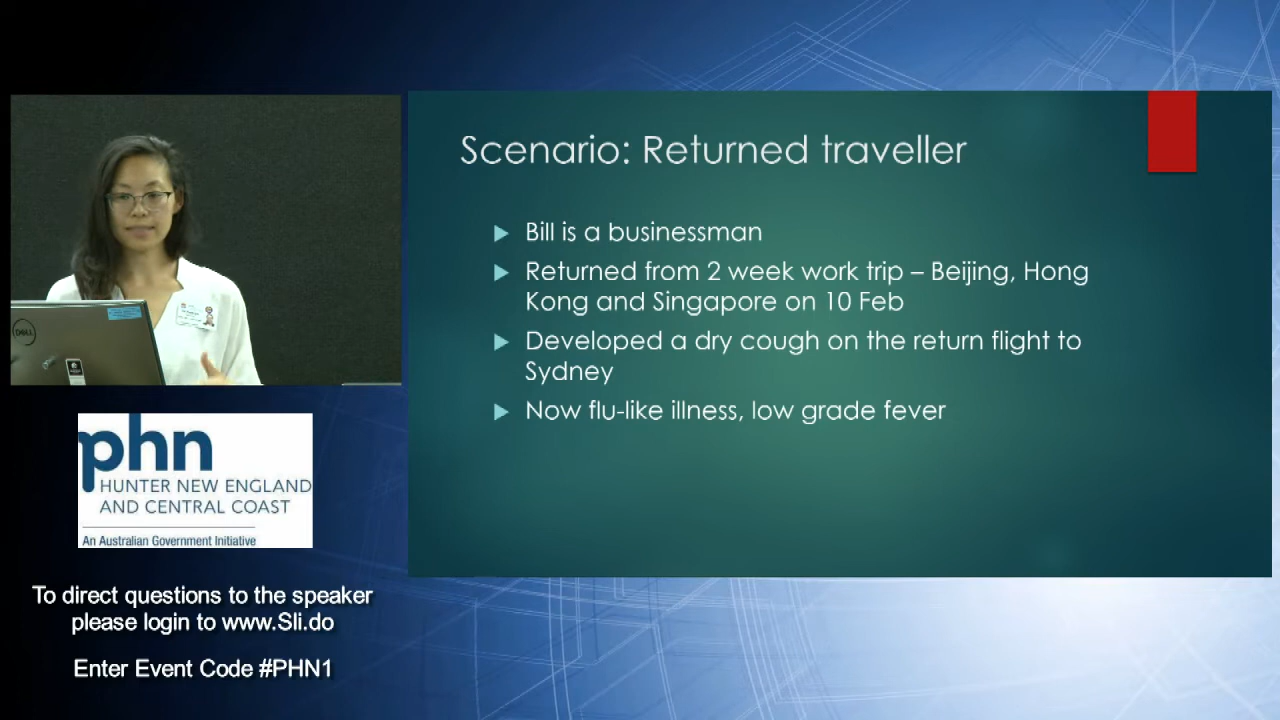 Scenario: Returned traveller
Bill is a businessman
Returned from 2 week work trip – Beijing, Hong
Kong and Singapore on 10 Feb
Developed a dry cough on the return flight to
Sydney
Now flu-like illness, low grade fever
DELL
phn
HUNTER NEW ENGLAND
AND CENTRAL COAST
An Australian Government Initiative
To direct questions to the speaker
please login to www.Sli.do
Enter Event Code #PHN1